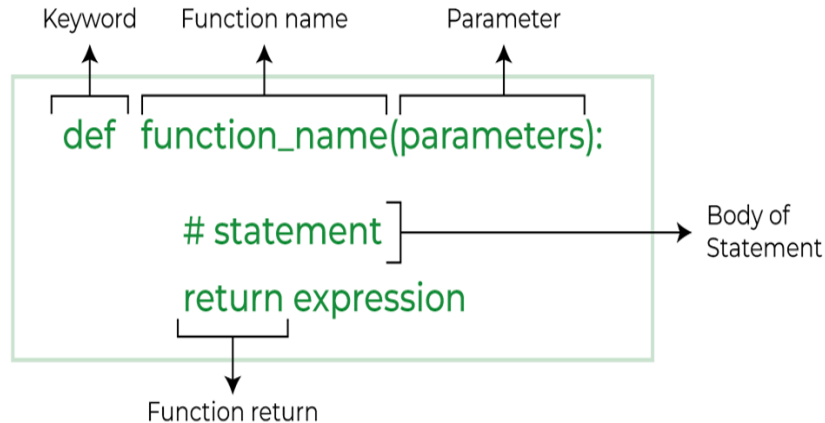 Keyword
Function name
Parameter
def function_name(parameters):
# statement
Body of
Statement
return expression
Function return